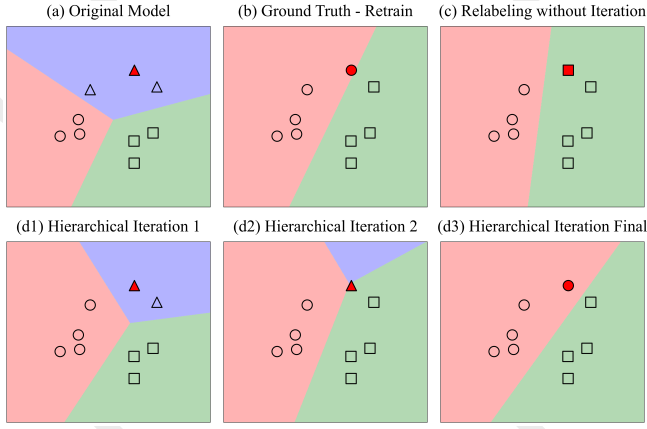 (a) Original Model
(b) Ground Truth - Retrain
(c) Relabeling without Iteration
(d1) Hierarchical Iteration 1
(d2) Hierarchical Iteration 2
(d3) Hierarchical Iteration Final